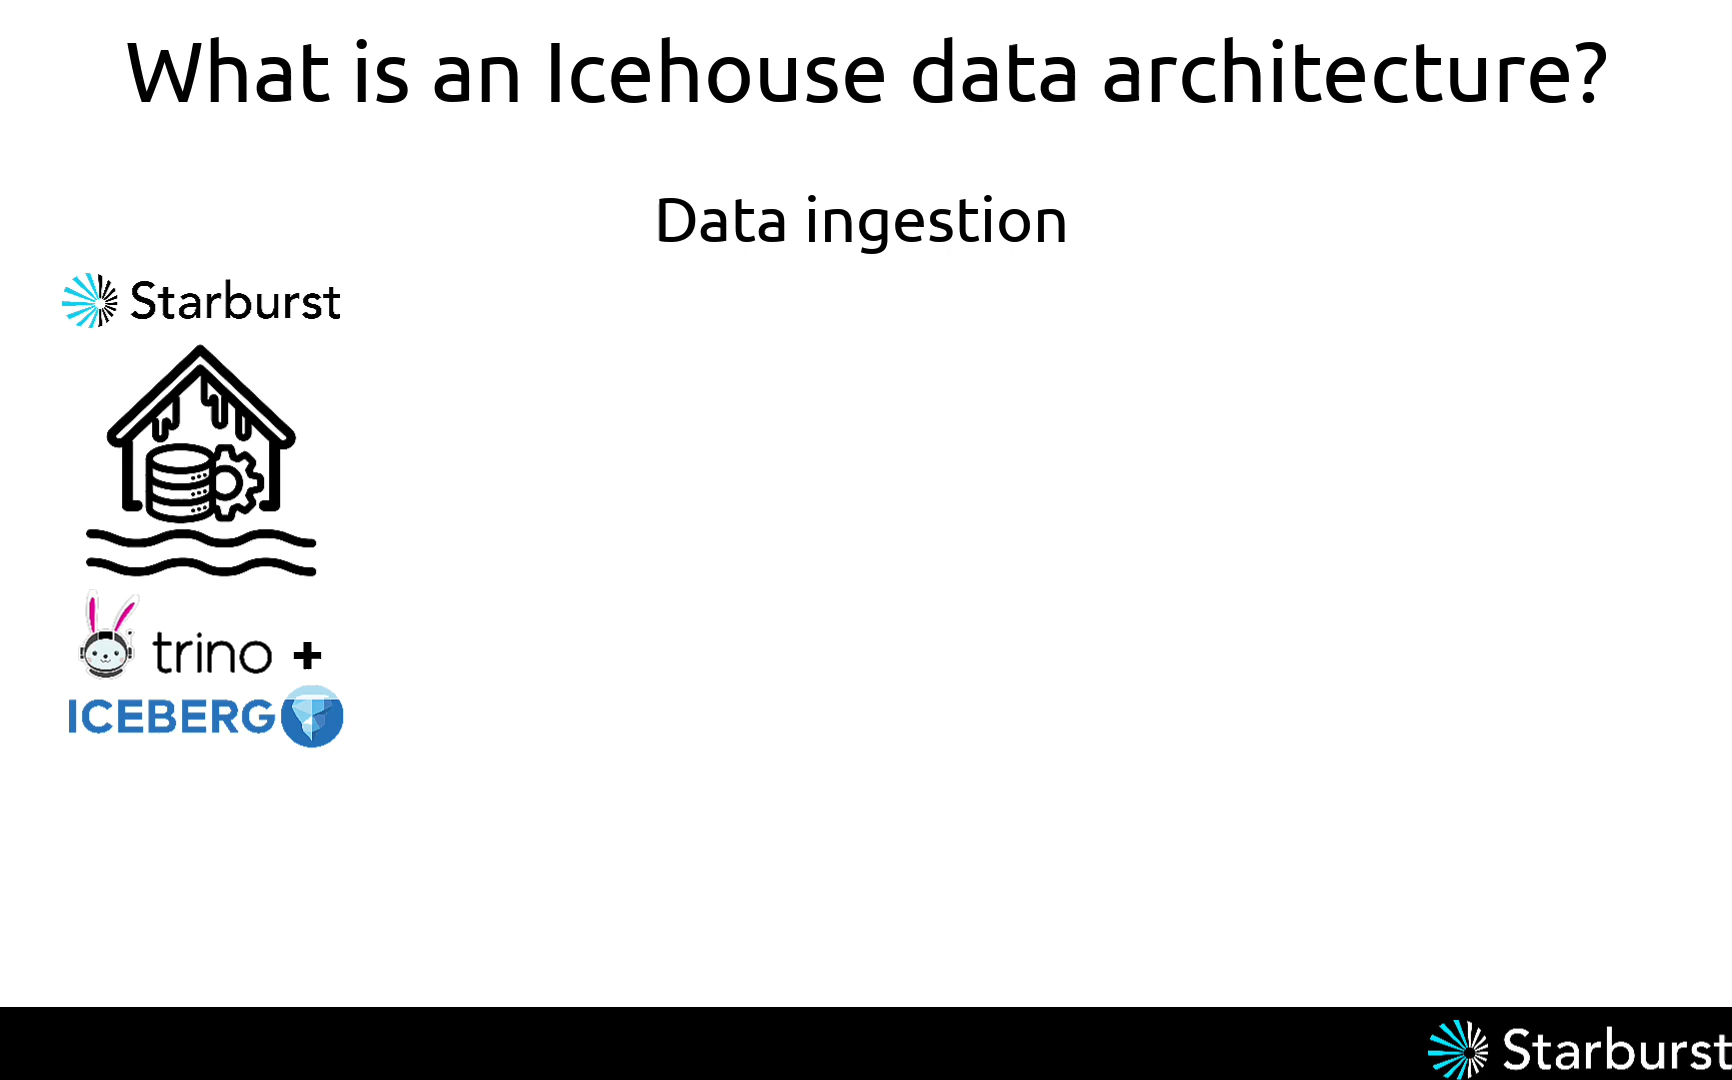 What is an Icehouse data architecture?
Data ingestion
Starburst
trino +
ICEBERG
Starburst